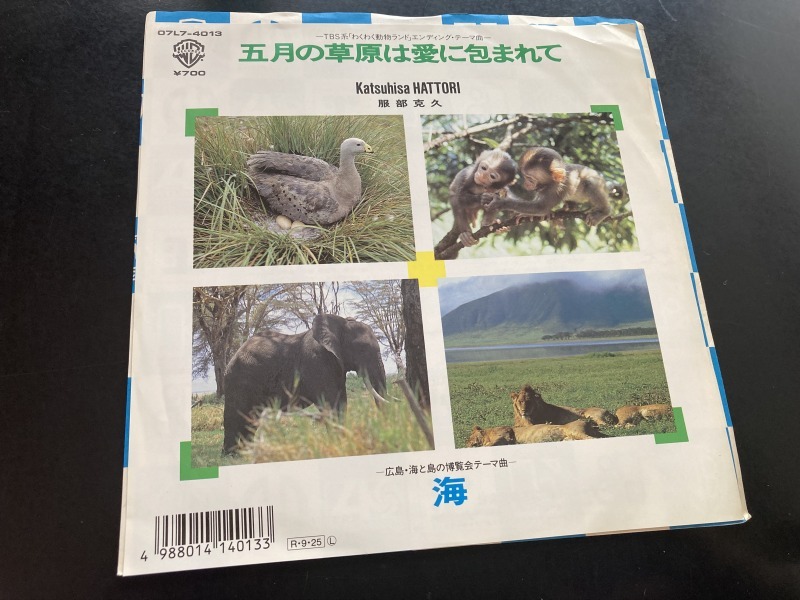 07L7-4013
¥700
—TBS系「わくわく動物ランド」エンディング・テーマ曲—
五月の草原は愛に包まれて
Katsuhisa HATTORI
服部克久
—広島・海と島の博覧会テーマ曲—
海
4 988014 140133
R・9・25 Ⓛ